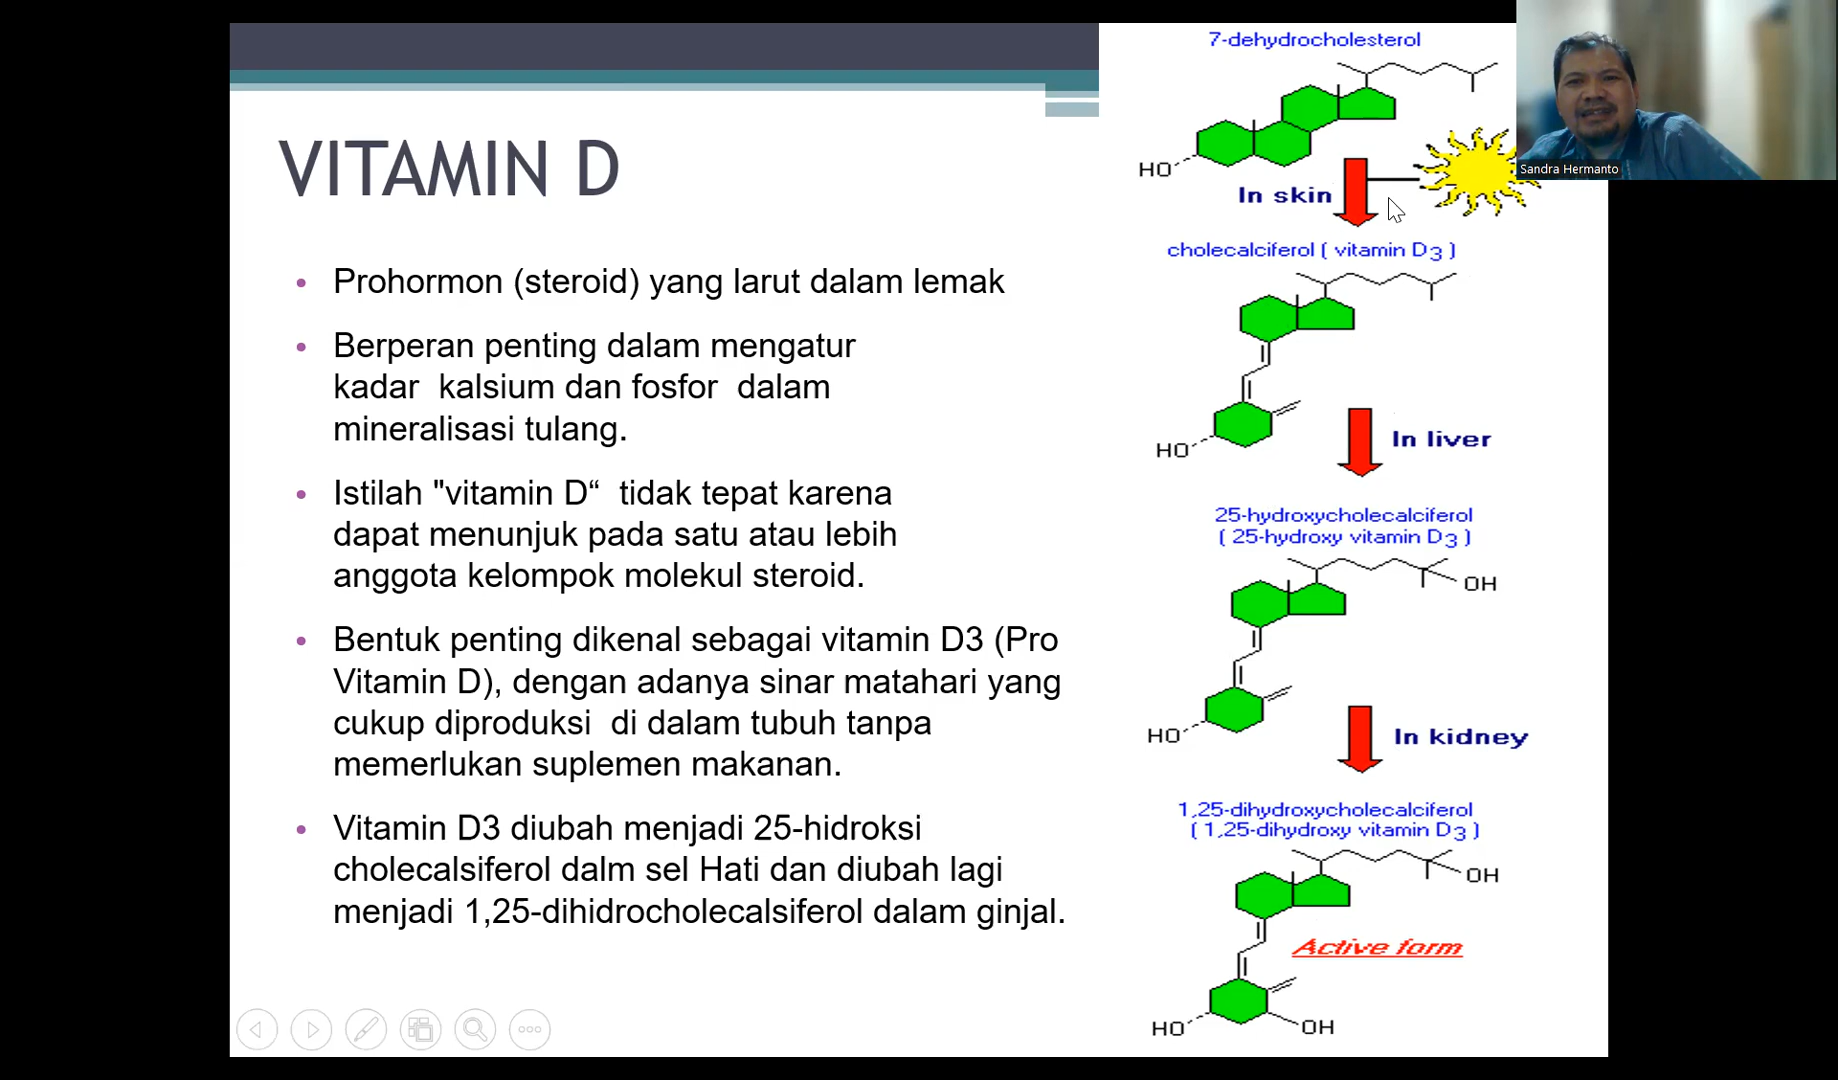 VITAMIN D
• Prohormon (steroid) yang larut dalam lemak
• Berperan penting dalam mengatur
kadar  kalsium dan fosfor  dalam
mineralisasi tulang.
• Istilah "vitamin D“  tidak tepat karena
dapat menunjuk pada satu atau lebih
anggota kelompok molekul steroid.
• Bentuk penting dikenal sebagai vitamin D3 (Pro
Vitamin D), dengan adanya sinar matahari yang
cukup diproduksi  di dalam tubuh tanpa
memerlukan suplemen makanan.
• Vitamin D3 diubah menjadi 25-hidroksi
cholecalsiferol dalm sel Hati dan diubah lagi
menjadi 1,25-dihidrocholecalsiferol dalam ginjal.
7-dehydrocholesterol
HO
In skin
cholecalciferol ( vitamin D3 )
HO
In liver
25-hydroxycholecalciferol
( 25-hydroxy vitamin D3 )
OH
HO
In kidney
1,25-dihydroxycholecalciferol
( 1,25-dihydroxy vitamin D3 )
OH
Active form
HO
OH
Sandra Hermanto